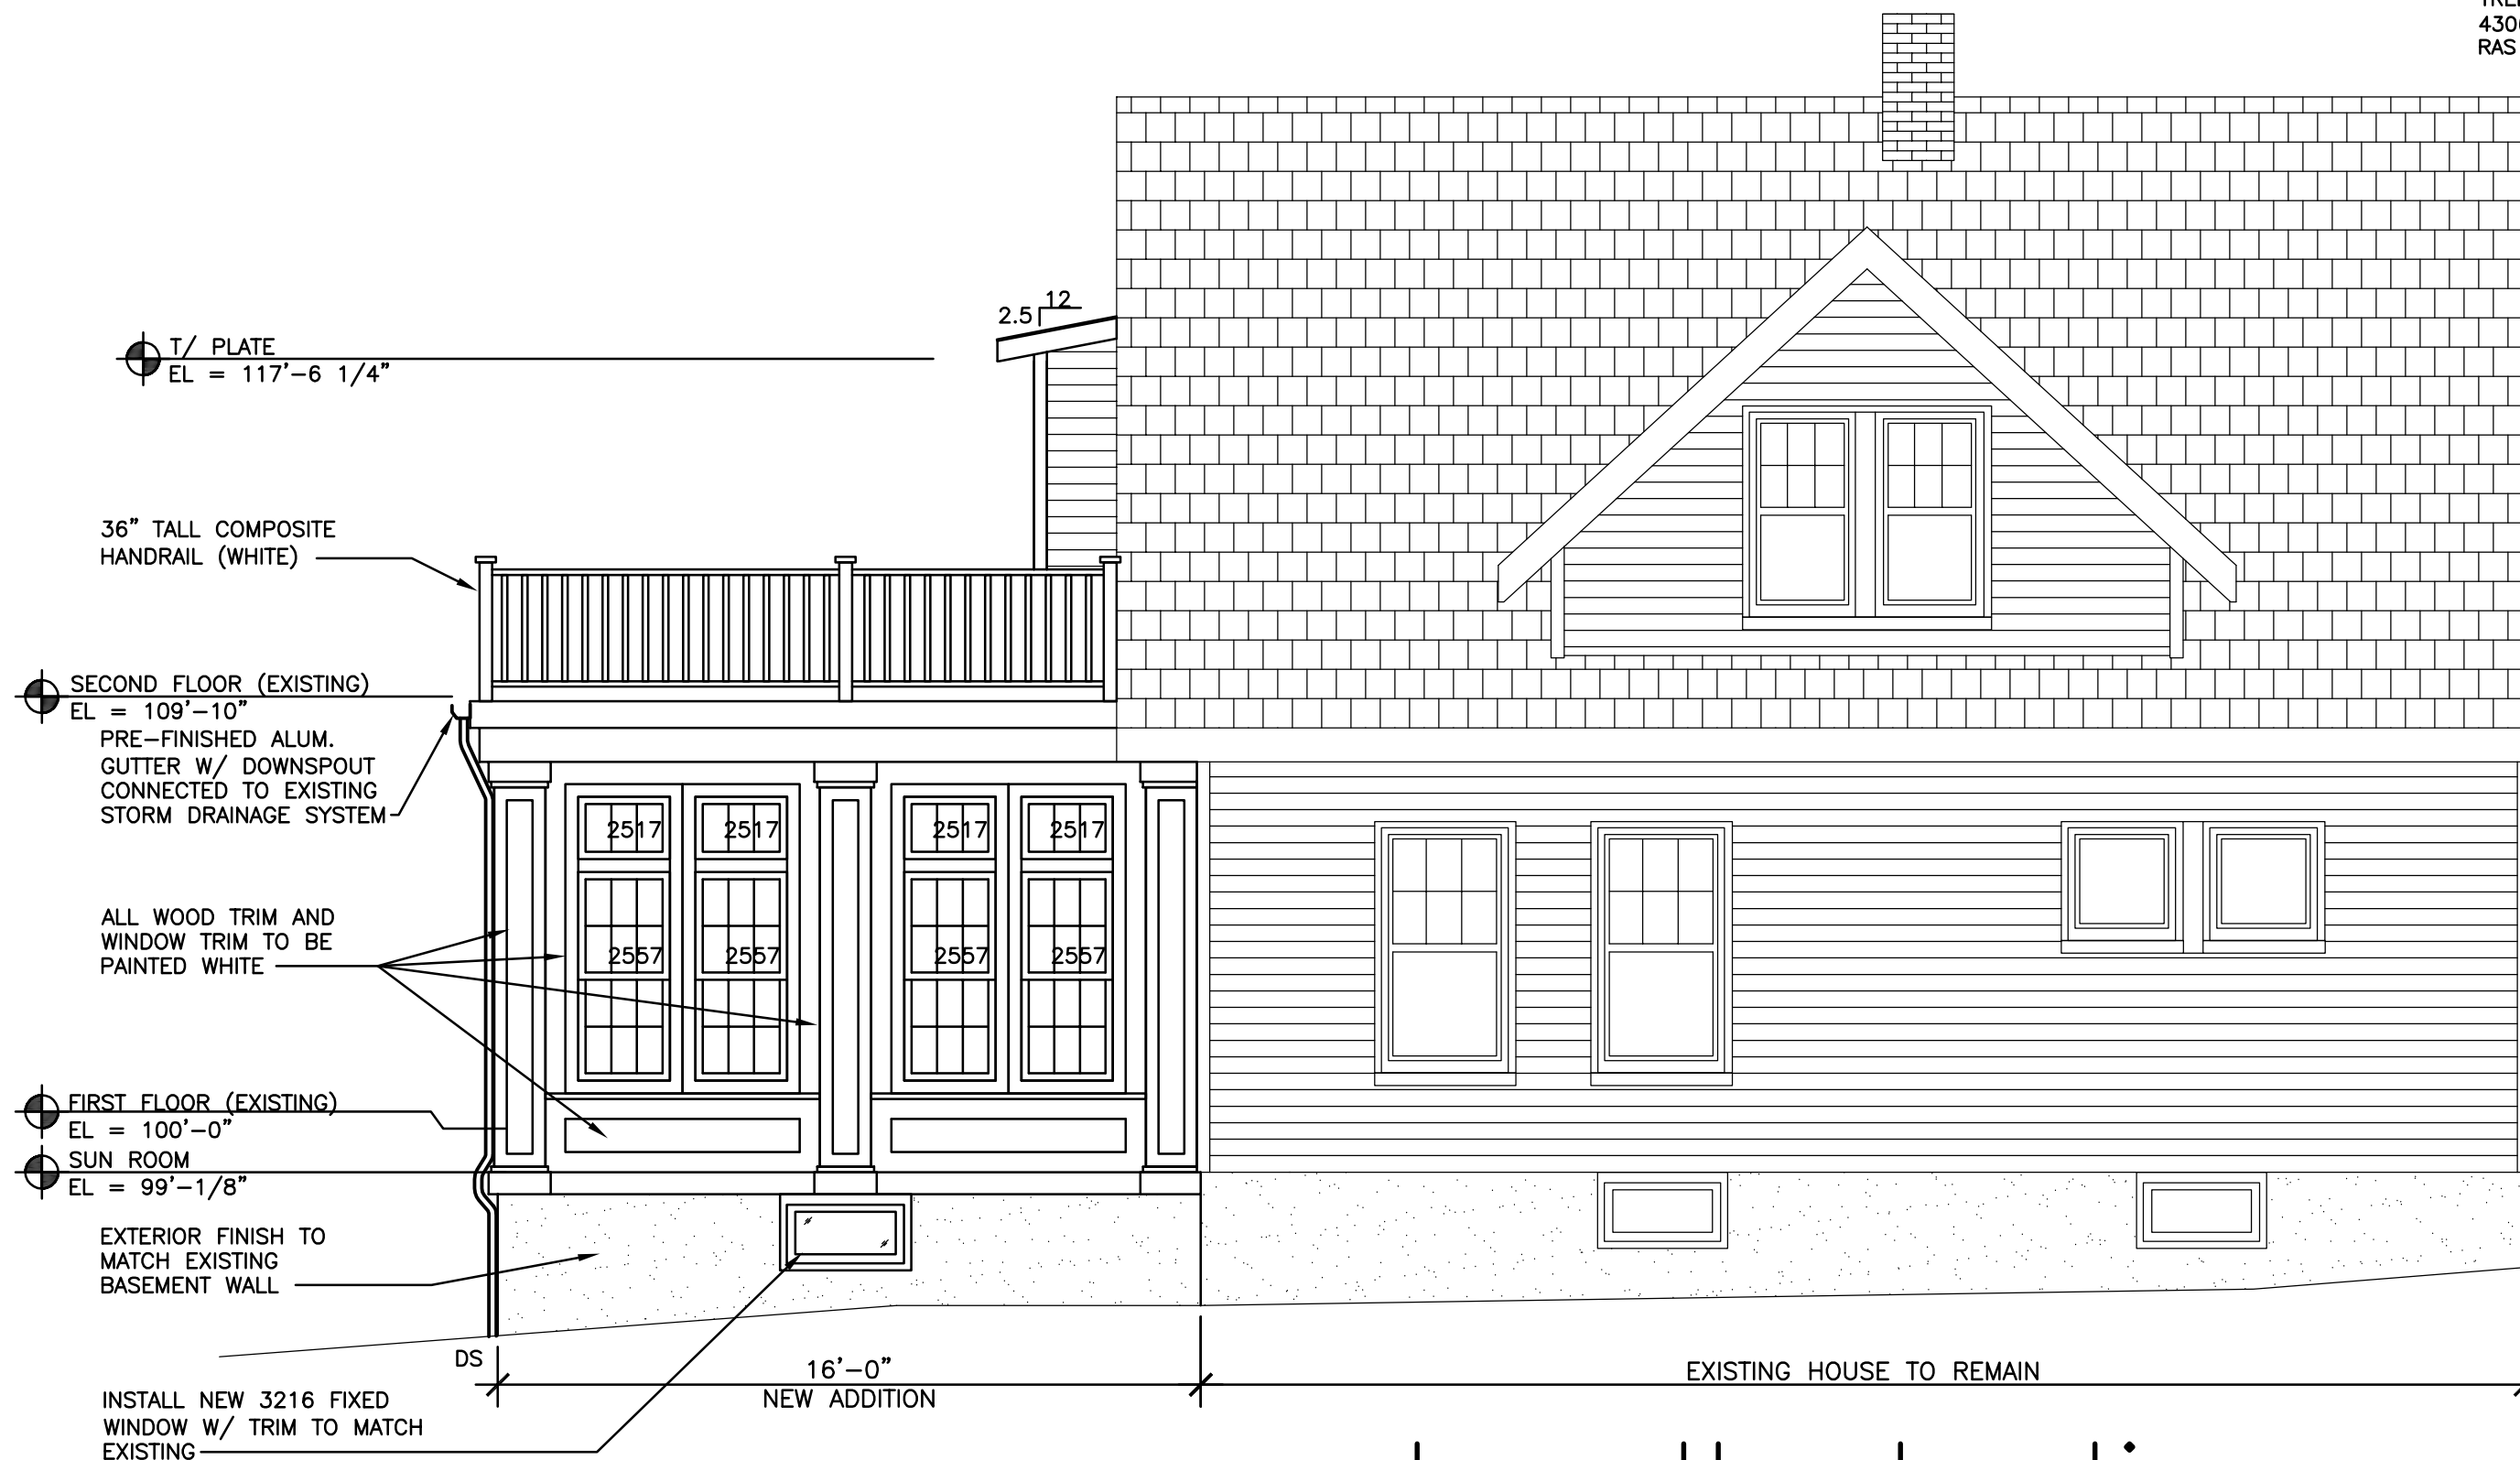 430
RAS
12
2.5
T/ PLATE
EL = 117'-6 1/4"
36" TALL COMPOSITE
HANDRAIL (WHITE)
SECOND FLOOR (EXISTING)
EL = 109'-10"
PRE-FINISHED ALUM.
GUTTER W/ DOWNSPOUT
CONNECTED TO EXISTING
STORM DRAINAGE SYSTEM
2517 2517 2517 2517
ALL WOOD TRIM AND
WINDOW TRIM TO BE
PAINTED WHITE
2557 2557 2557 2557
FIRST FLOOR (EXISTING)
EL = 100'-0"
SUN ROOM
EL = 99'-1/8"
EXTERIOR FINISH TO
MATCH EXISTING
BASEMENT WALL
DS
16'-0"
NEW ADDITION
EXISTING HOUSE TO REMAIN
INSTALL NEW 3216 FIXED
WINDOW W/ TRIM TO MATCH
EXISTING